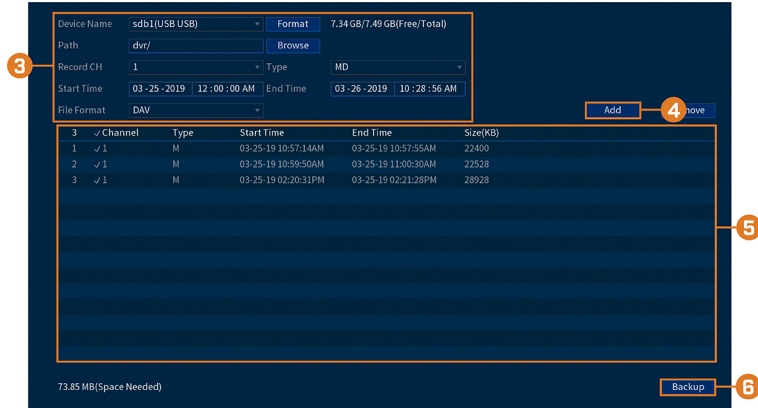 Device Name sdb1(USB USB) Format 7.34 GB/7.49 GB(Free/Total)
Path dvr/ Browse
3
Record CH 1 Type MD
Start Time 03 -25 -2019 12 : 00 : 00 AM End Time 03 -26 -2019 10 : 28 : 56 AM
File Format DAV Add 4 move
3 Channel Type Start Time End Time Size(KB)
1 1 M 03-25-19 10:57:14AM 03-25-19 10:57:55AM 22400
2 1 M 03-25-19 10:59:50AM 03-25-19 11:00:30AM 22528
3 1 M 03-25-19 02:20:31PM 03-25-19 02:21:28PM 28928
5
73.85 MB(Space Needed) Backup 6